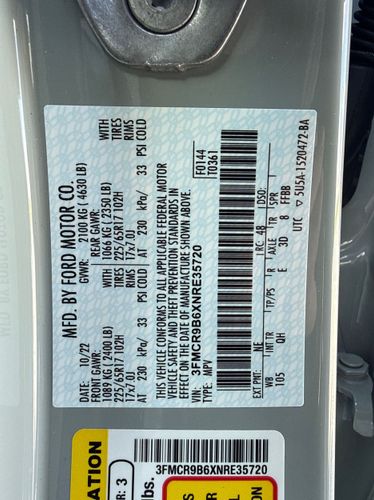 MFD. BY FORD MOTOR CO.
10/22
GVWR: 2100 KG (4630 LB)
FRONT GAWR: 1089 KG (2400 LB)
REAR GAWR: 1066 KG (2350 LB)
WITH
225/65R17 102H TIRES
17x7.0J RIMS
AT 230 kPa/ 33 PSI COLD
WITH
225/65R17 102H TIRES
17x7.0J RIMS
AT 230 kPa/ 33 PSI COLD
THIS VEHICLE CONFORMS TO ALL APPLICABLE FEDERAL MOTOR
VEHICLE SAFETY AND THEFT PREVENTION STANDARDS IN
EFFECT ON THE DATE OF MANUFACTURE SHOWN ABOVE.
VIN: 3FMCR9B6XNRE35720
TYPE: MPV
F0144
T0361
EXT PNT: NE RC: 48 DSO:
WB INT TR TP/PS R AXLE TR SPR
105 QH E 3D 8 FFBB
UTC 5U5A-1520472-BA
3FMCR9B6XNRE35720
ATION
R: 3
lbs.